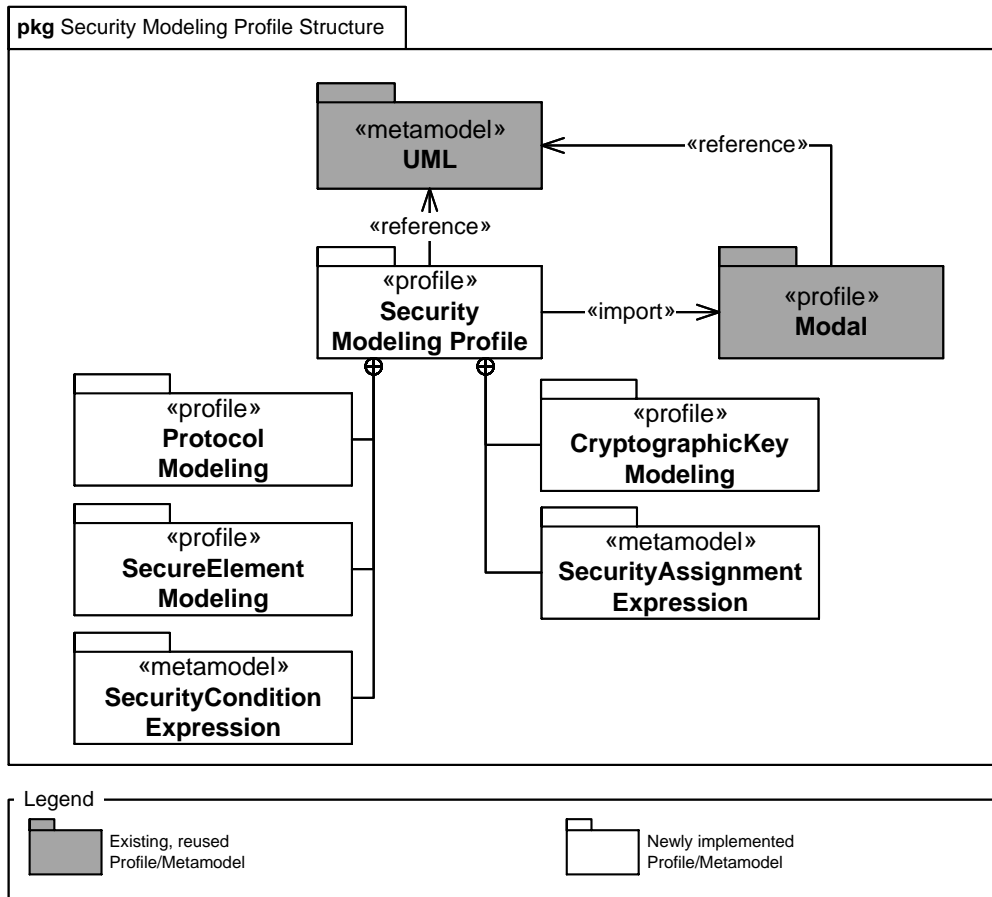 pkg Security Modeling Profile Structure
«metamodel»
UML
«reference»
«reference»
«profile»
Security
Modeling Profile
«import»
«profile»
Modal
«profile»
Protocol
Modeling
«profile»
CryptographicKey
Modeling
«profile»
SecureElement
Modeling
«metamodel»
SecurityAssignment
Expression
«metamodel»
SecurityCondition
Expression
Legend
Existing, reused
Profile/Metamodel
Newly implemented
Profile/Metamodel